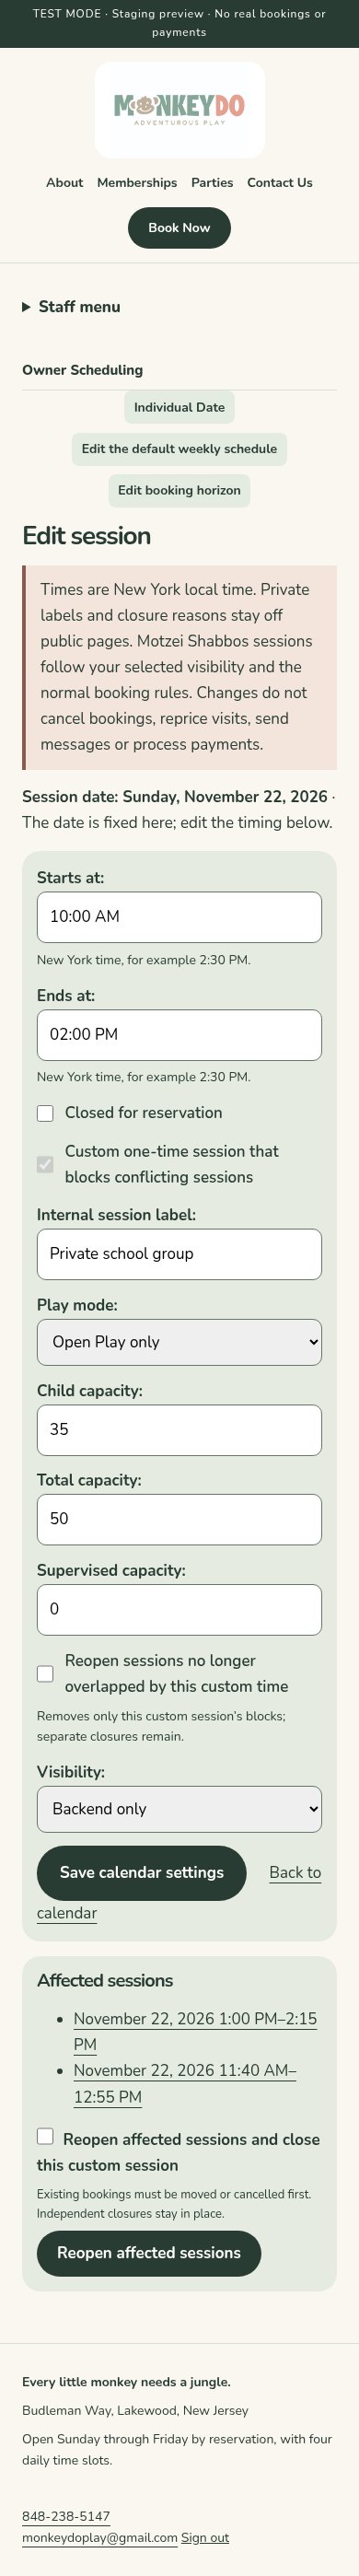 TEST MODE · Staging preview · No real bookings or
payments
MONKEYDO
ADVENTUROUS PLAY
About Memberships Parties Contact Us
Book Now
Staff menu
Owner Scheduling
Individual Date
Edit the default weekly schedule
Edit booking horizon
Edit session
Times are New York local time. Private
labels and closure reasons stay off
public pages. Motzei Shabbos sessions
follow your selected visibility and the
normal booking rules. Changes do not
cancel bookings, reprice visits, send
messages or process payments.
Session date: Sunday, November 22, 2026 ·
The date is fixed here; edit the timing below.
Starts at:
10:00 AM
New York time, for example 2:30 PM.
Ends at:
02:00 PM
New York time, for example 2:30 PM.
Closed for reservation
Custom one-time session that
blocks conflicting sessions
Internal session label:
Private school group
Play mode:
Open Play only
Child capacity:
35
Total capacity:
50
Supervised capacity:
0
Reopen sessions no longer
overlapped by this custom time
Removes only this custom session's blocks;
separate closures remain.
Visibility:
Backend only
Save calendar settings Back to
calendar
Affected sessions
November 22, 2026 1:00 PM–2:15
PM
November 22, 2026 11:40 AM–
12:55 PM
Reopen affected sessions and close
this custom session
Existing bookings must be moved or cancelled first.
Independent closures stay in place.
Reopen affected sessions
Every little monkey needs a jungle.
Budleman Way, Lakewood, New Jersey
Open Sunday through Friday by reservation, with four
daily time slots.
848-238-5147
monkeydoplay@gmail.com Sign out